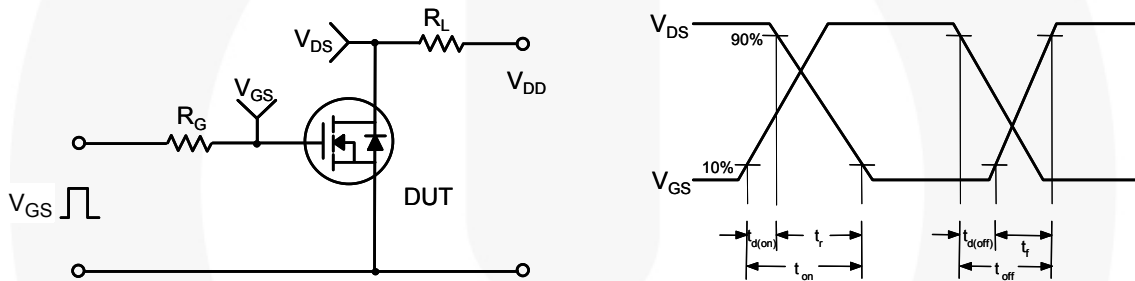 V_DS
R_L
V_DD
V_GS
R_G
DUT
V_GS
V_DS
90%
10%
V_GS
t_d(on)
t_r
t_on
t_d(off)
t_f
t_off